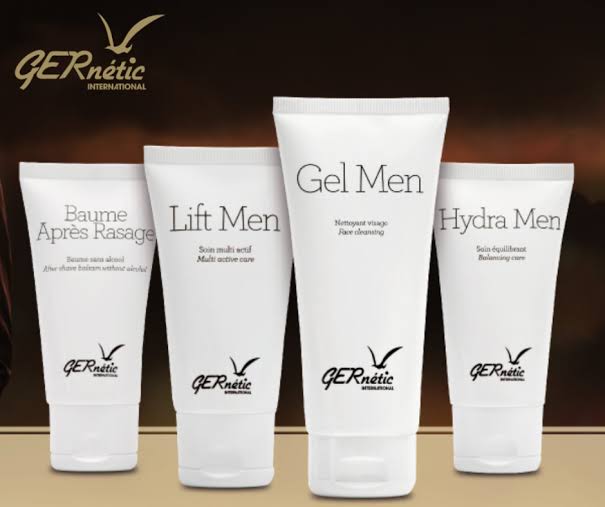 GERnétic
INTERNATIONAL
Baume
Après Rasage
Baume sans alcool
After shave balsam without alcohol
GERnétic
INTERNATIONAL
Lift Men
Soin multi actif
Multi active care
GERnétic
INTERNATIONAL
Gel Men
Nettoyant visage
Face cleansing
GERnétic
INTERNATIONAL
Hydra Men
Soin équilibrant
Balancing care
GERnétic
INTERNATIONAL